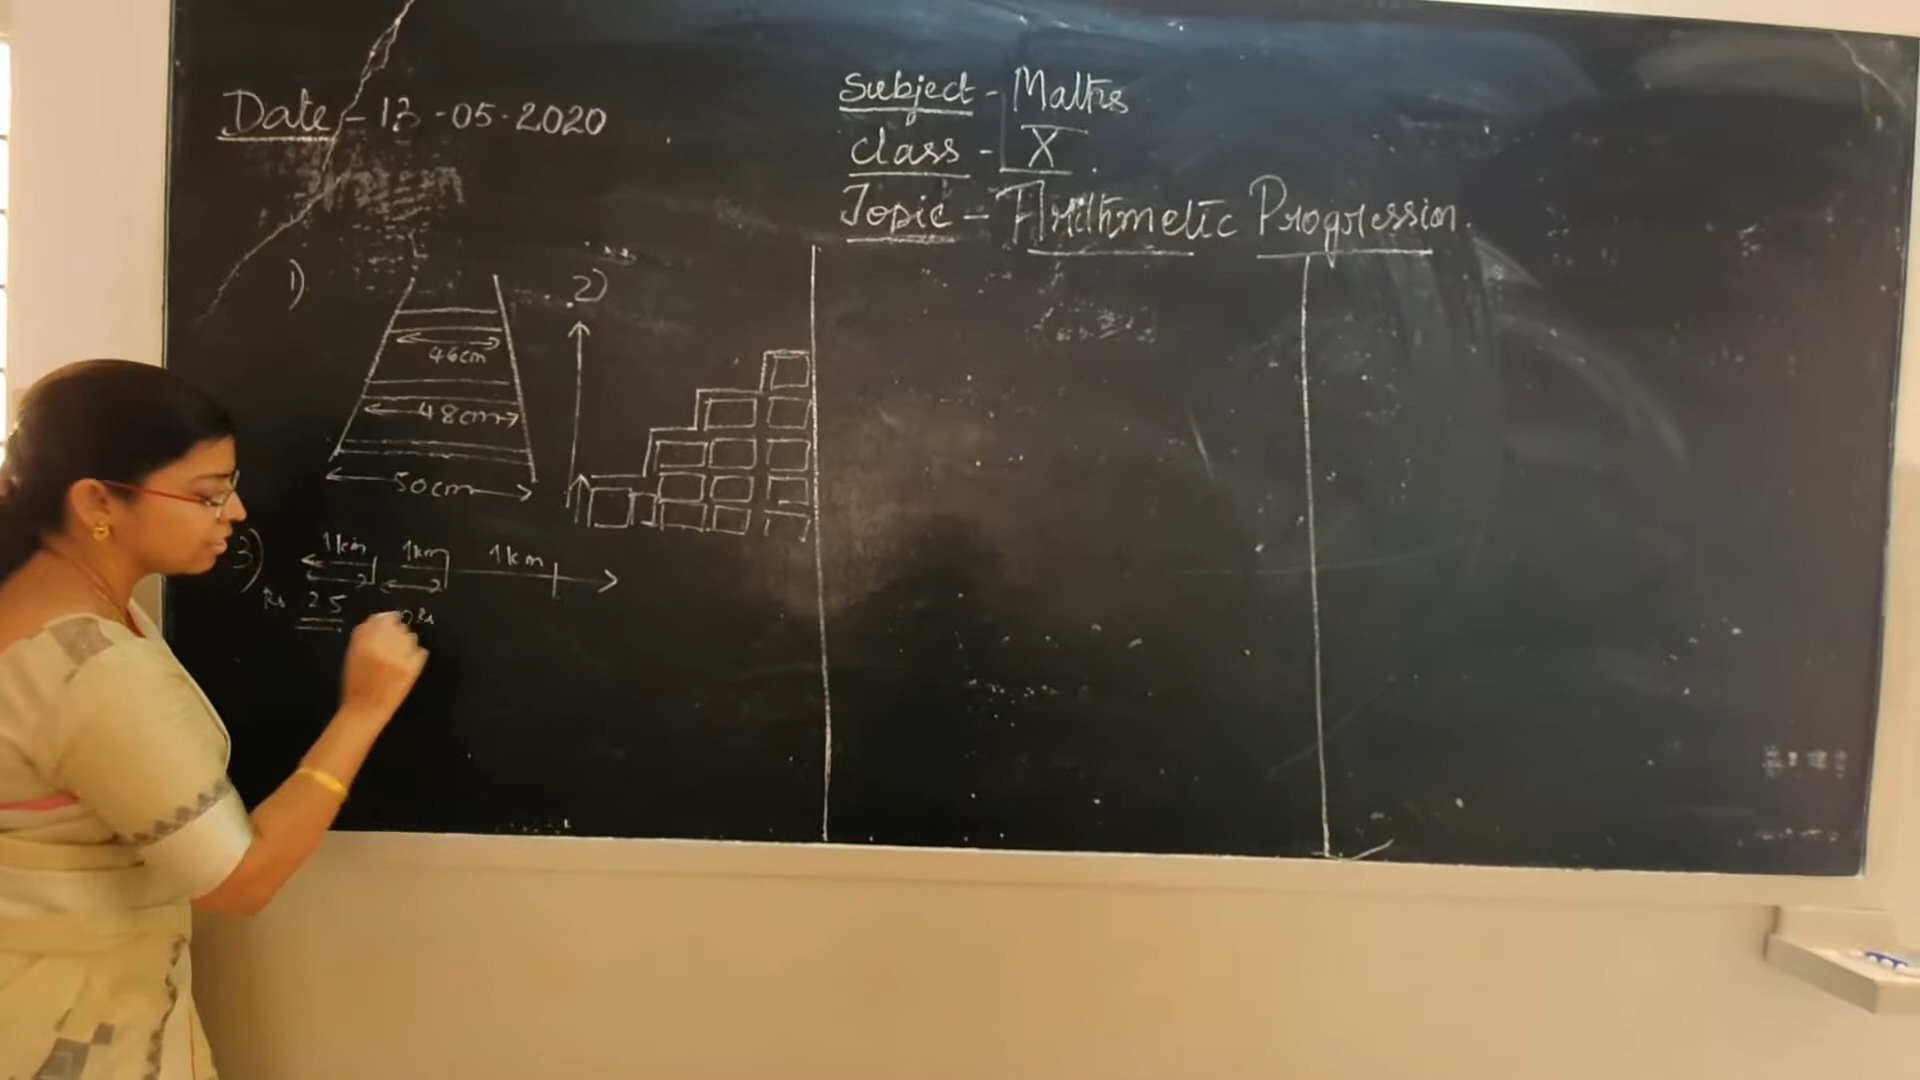 Date - 13-05-2020
Subject - Maths
Class - X
Topic - Arithmetic Progression.
1)
46cm
48cm
50cm
2)
3)
1km 1km 1km
Rs 25
Rs